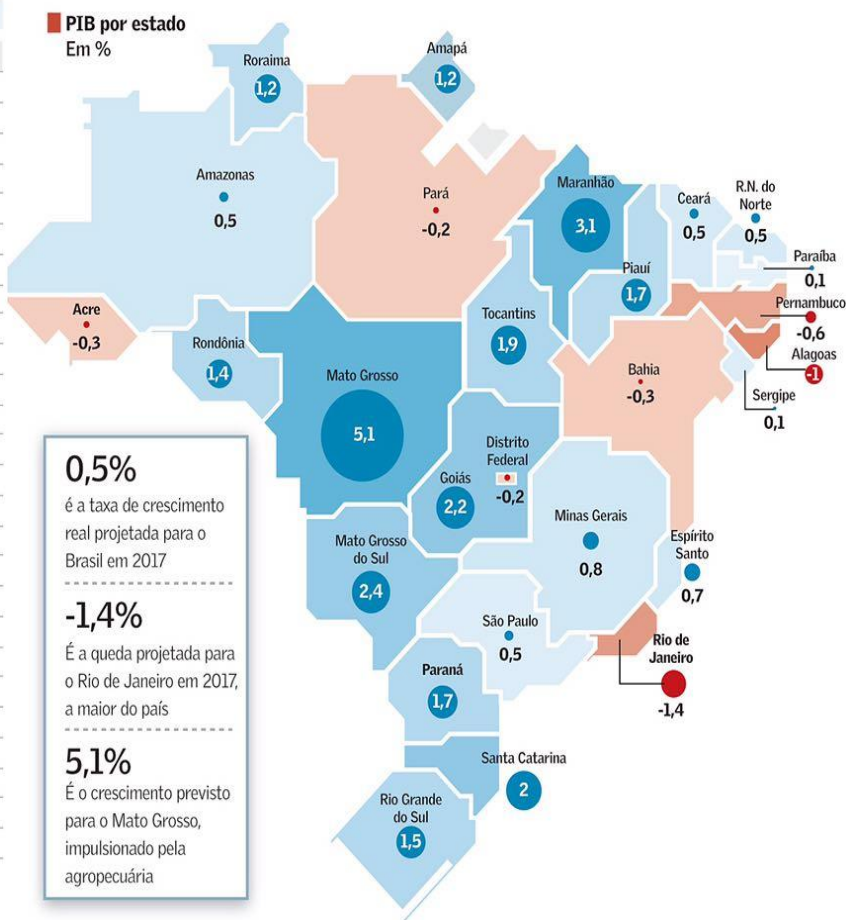 PIB por estado
Em %
Roraima
1,2
Amapá
1,2
Amazonas
0,5
Pará
-0,2
Maranhão
3,1
Ceará
0,5
R.N. do
Norte
0,5
Paraíba
0,1
Piauí
1,7
Pernambuco
-0,6
Alagoas
-1
Sergipe
0,1
Acre
-0,3
Rondônia
1,4
Tocantins
1,9
Mato Grosso
5,1
Bahia
-0,3
Distrito
Federal
-0,2
Goiás
2,2
Minas Gerais
0,8
Espírito
Santo
0,7
Mato Grosso
do Sul
2,4
São Paulo
0,5
Rio de
Janeiro
-1,4
Paraná
1,7
Santa Catarina
2
Rio Grande
do Sul
1,5
0,5%
é a taxa de crescimento
real projetada para o
Brasil em 2017
-1,4%
É a queda projetada para
o Rio de Janeiro em 2017,
a maior do país
5,1%
É o crescimento previsto
para o Mato Grosso,
impulsionado pela
agropecuária